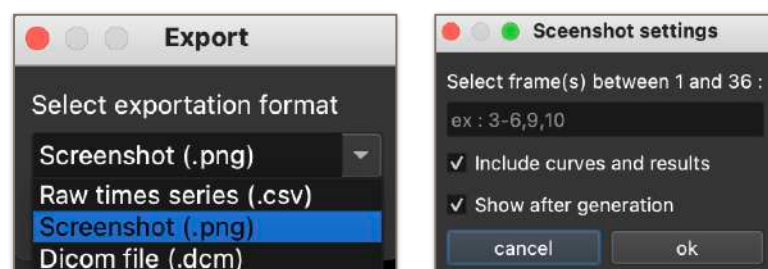 Export
Select exportation format
Screenshot (.png)
Raw times series (.csv)
Screenshot (.png)
Dicom file (.dcm)
Sceenshot settings
Select frame(s) between 1 and 36 :
ex : 3-6,9,10
Include curves and results
Show after generation
cancel
ok